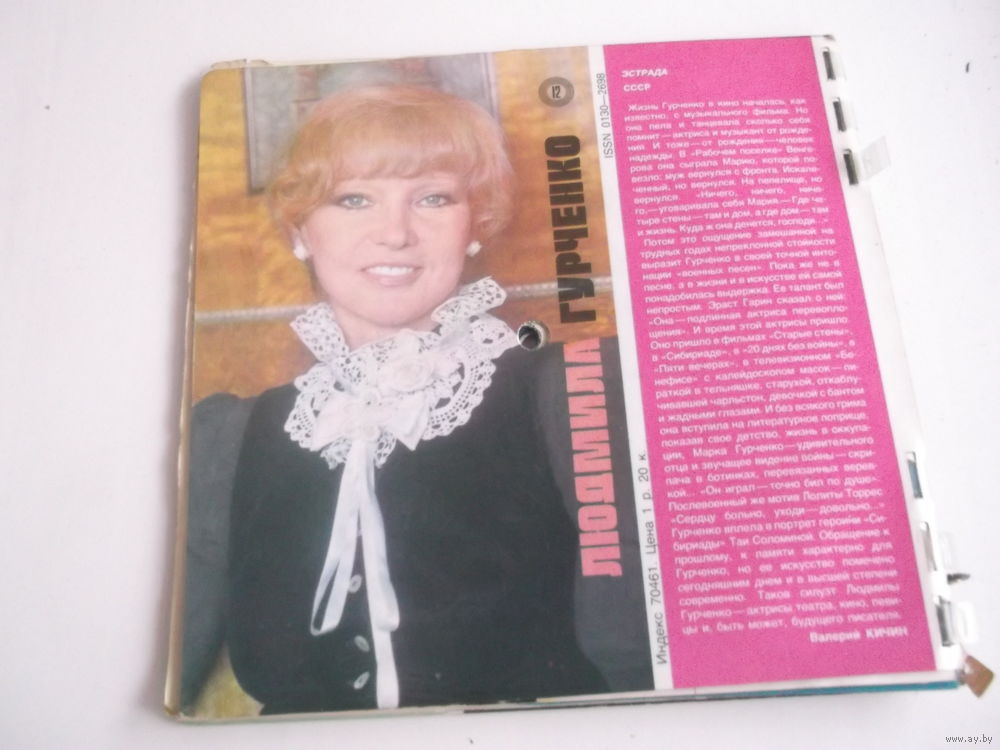 12
ЛЮДМИЛА ГУРЧЕНКО
ISSN 0130—2698
Индекс 70461. Цена 1 р. 20 к.
ЭСТРАДА
СССР
Жизнь Гурченко в кино началась, как
известно, с музыкального фильма. Но
она пела и танцевала сколько себя
помнит — актриса и музыкант от рожде-
ния. И тоже — от рождения — человек
надежды. В «Рабочем поселке» Венге-
рова она сыграла Марию, которой по-
везло: муж вернулся с фронта. Искале-
ченный, но вернулся. На пепелище, но
вернулся. «Ничего, ничего, ниче-
го,— уговаривала себя Мария.— Где че-
тыре стены — там и дом, а где дом — там
и жизнь. Куда ж она денется, господи...»
Потом это ощущение замешанной на
трудных годах непреклонной стойкости
выразит Гурченко в своей точной инто-
нации «военных песен». Пока же не в
песне, а в жизни и в искусстве ей самой
понадобилась выдержка. Ее талант был
непростым. Эраст Гарин сказал о ней:
«Она — подлинная актриса перевопло-
щения». И время этой актрисы пришло.
Оно пришло в фильмах «Старые стены»,
в «Сибириаде», в «20 днях без войны», в
«Пяти вечерах», в телевизионном «Бе-
нефисе» с калейдоскопом масок — пи-
раткой в тельняшке, старухой, откаблу-
чивавшей чарльстон, девочкой с бантом
и жадными глазами. И без всякого грима
она вступила на литературное поприще,
показав свое детство, жизнь в оккупа-
ции, Марка Гурченко — удивительного
отца и звучащее видение войны — скри-
пача в ботинках, перевязанных верев-
кой... «Он играл — точно бил по душе».
Послевоенный же мотив Лолиты Торрес
«Сердцу больно, уходи — довольно...»
Гурченко вплела в портрет героини «Си-
бириады» Таи Соломиной. Обращение к
прошлому, к памяти характерно для
Гурченко, но ее искусство помечено
сегодняшним днем и в высшей степени
современно. Таков силуэт Людмилы
Гурченко — актрисы театра, кино, певи-
цы и, быть может, будущего писателя.
Валерий КИЧИН
www.ay.by